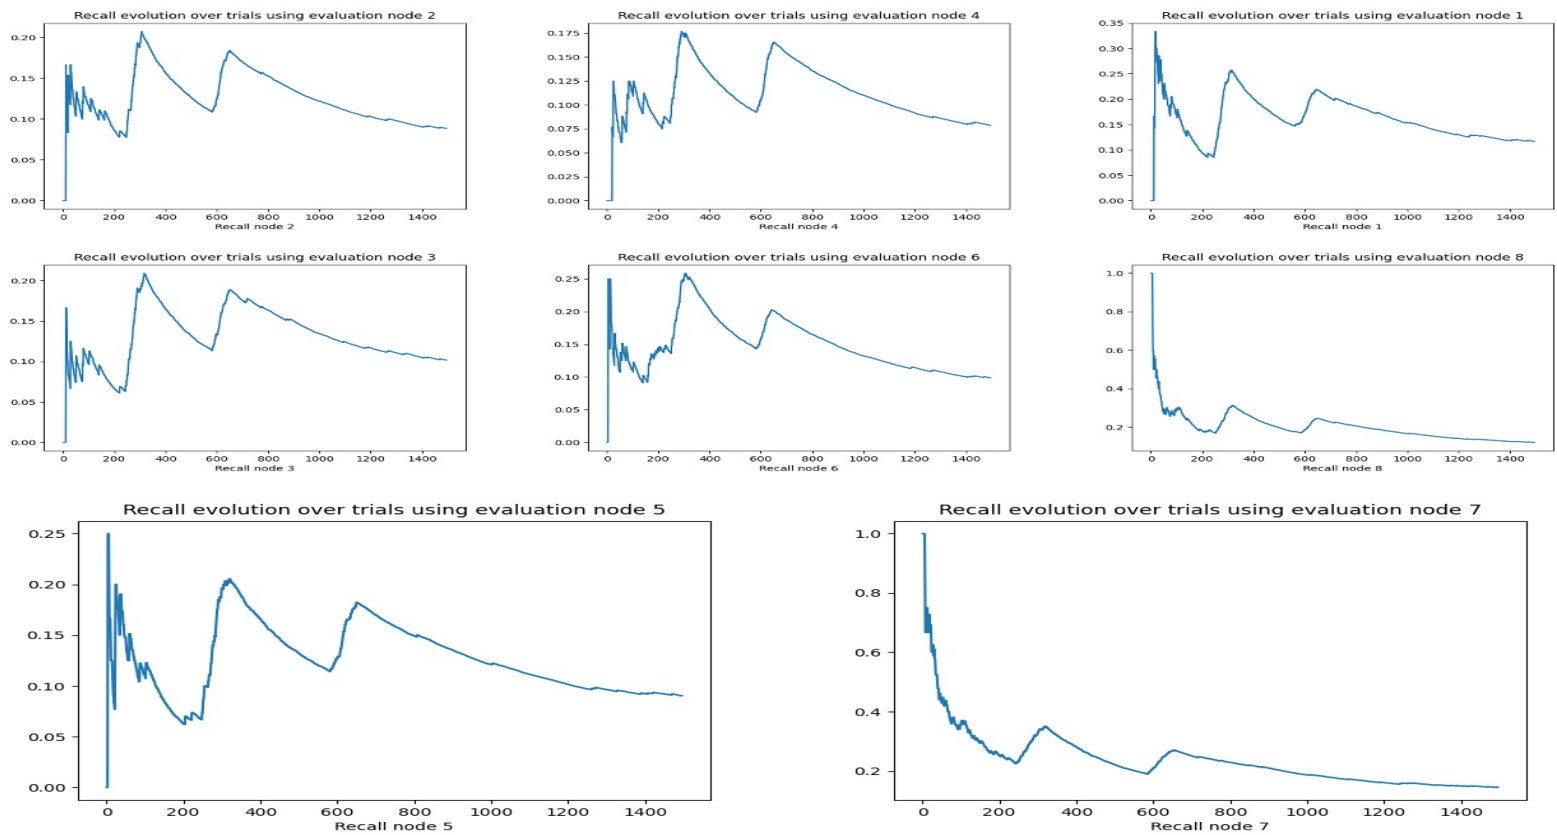 Recall evolution over trials using evaluation node 2
0.20
0.15
0.10
0.05
0.00
0 200 400 600 800 1000 1200 1400
Recall node 2
Recall evolution over trials using evaluation node 4
0.175
0.150
0.125
0.100
0.075
0.050
0.025
0.000
0 200 400 600 800 1000 1200 1400
Recall node 4
Recall evolution over trials using evaluation node 1
0.35
0.30
0.25
0.20
0.15
0.10
0.05
0.00
0 200 400 600 800 1000 1200 1400
Recall node 1
Recall evolution over trials using evaluation node 3
0.20
0.15
0.10
0.05
0.00
0 200 400 600 800 1000 1200 1400
Recall node 3
Recall evolution over trials using evaluation node 6
0.25
0.20
0.15
0.10
0.05
0.00
0 200 400 600 800 1000 1200 1400
Recall node 6
Recall evolution over trials using evaluation node 8
1.0
0.8
0.6
0.4
0.2
0 200 400 600 800 1000 1200 1400
Recall node 8
Recall evolution over trials using evaluation node 5
0.25
0.20
0.15
0.10
0.05
0.00
0 200 400 600 800 1000 1200 1400
Recall node 5
Recall evolution over trials using evaluation node 7
1.0
0.8
0.6
0.4
0.2
0 200 400 600 800 1000 1200 1400
Recall node 7